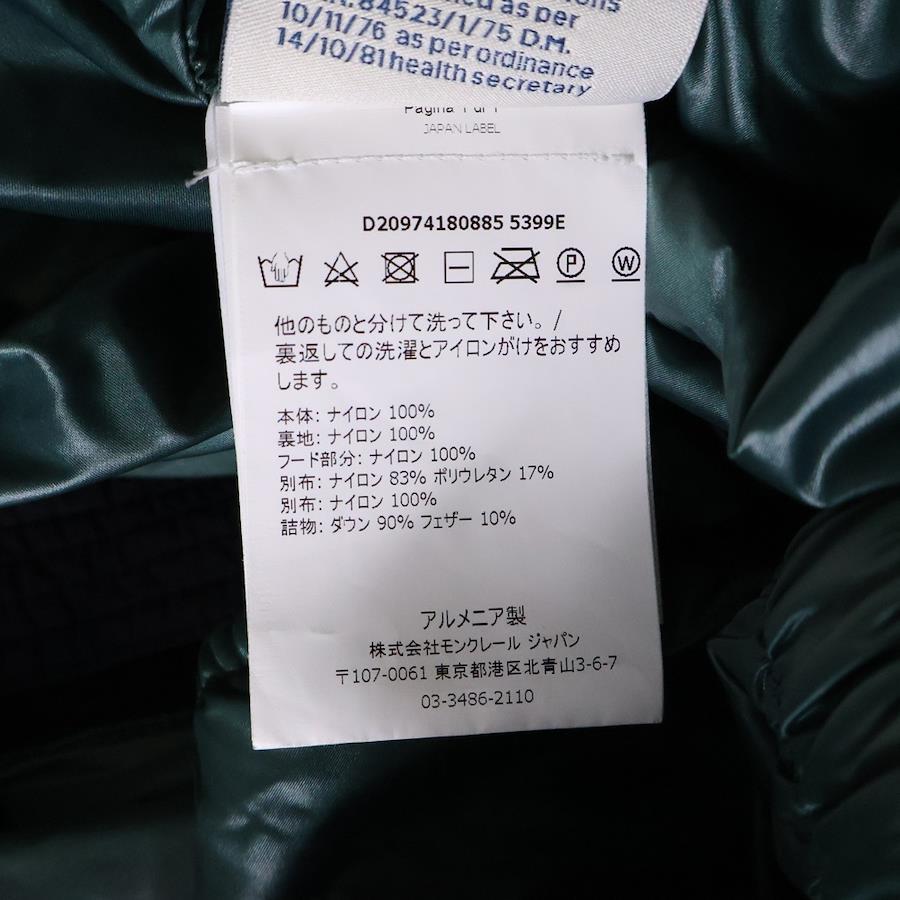 84523/1/75 D.M.
10/11/76 as per ordinance
14/10/81 health secretary
JAPAN LABEL
D20974180885 5399E
P W
他のものと分けて洗って下さい。/
裏返しての洗濯とアイロンがけをおすすめ
します。
本体: ナイロン 100%
裏地: ナイロン 100%
フード部分: ナイロン 100%
別布: ナイロン 83% ポリウレタン 17%
別布: ナイロン 100%
詰物: ダウン 90% フェザー 10%
アルメニア製
株式会社モンクレール ジャパン
〒107-0061 東京都港区北青山3-6-7
03-3486-2110